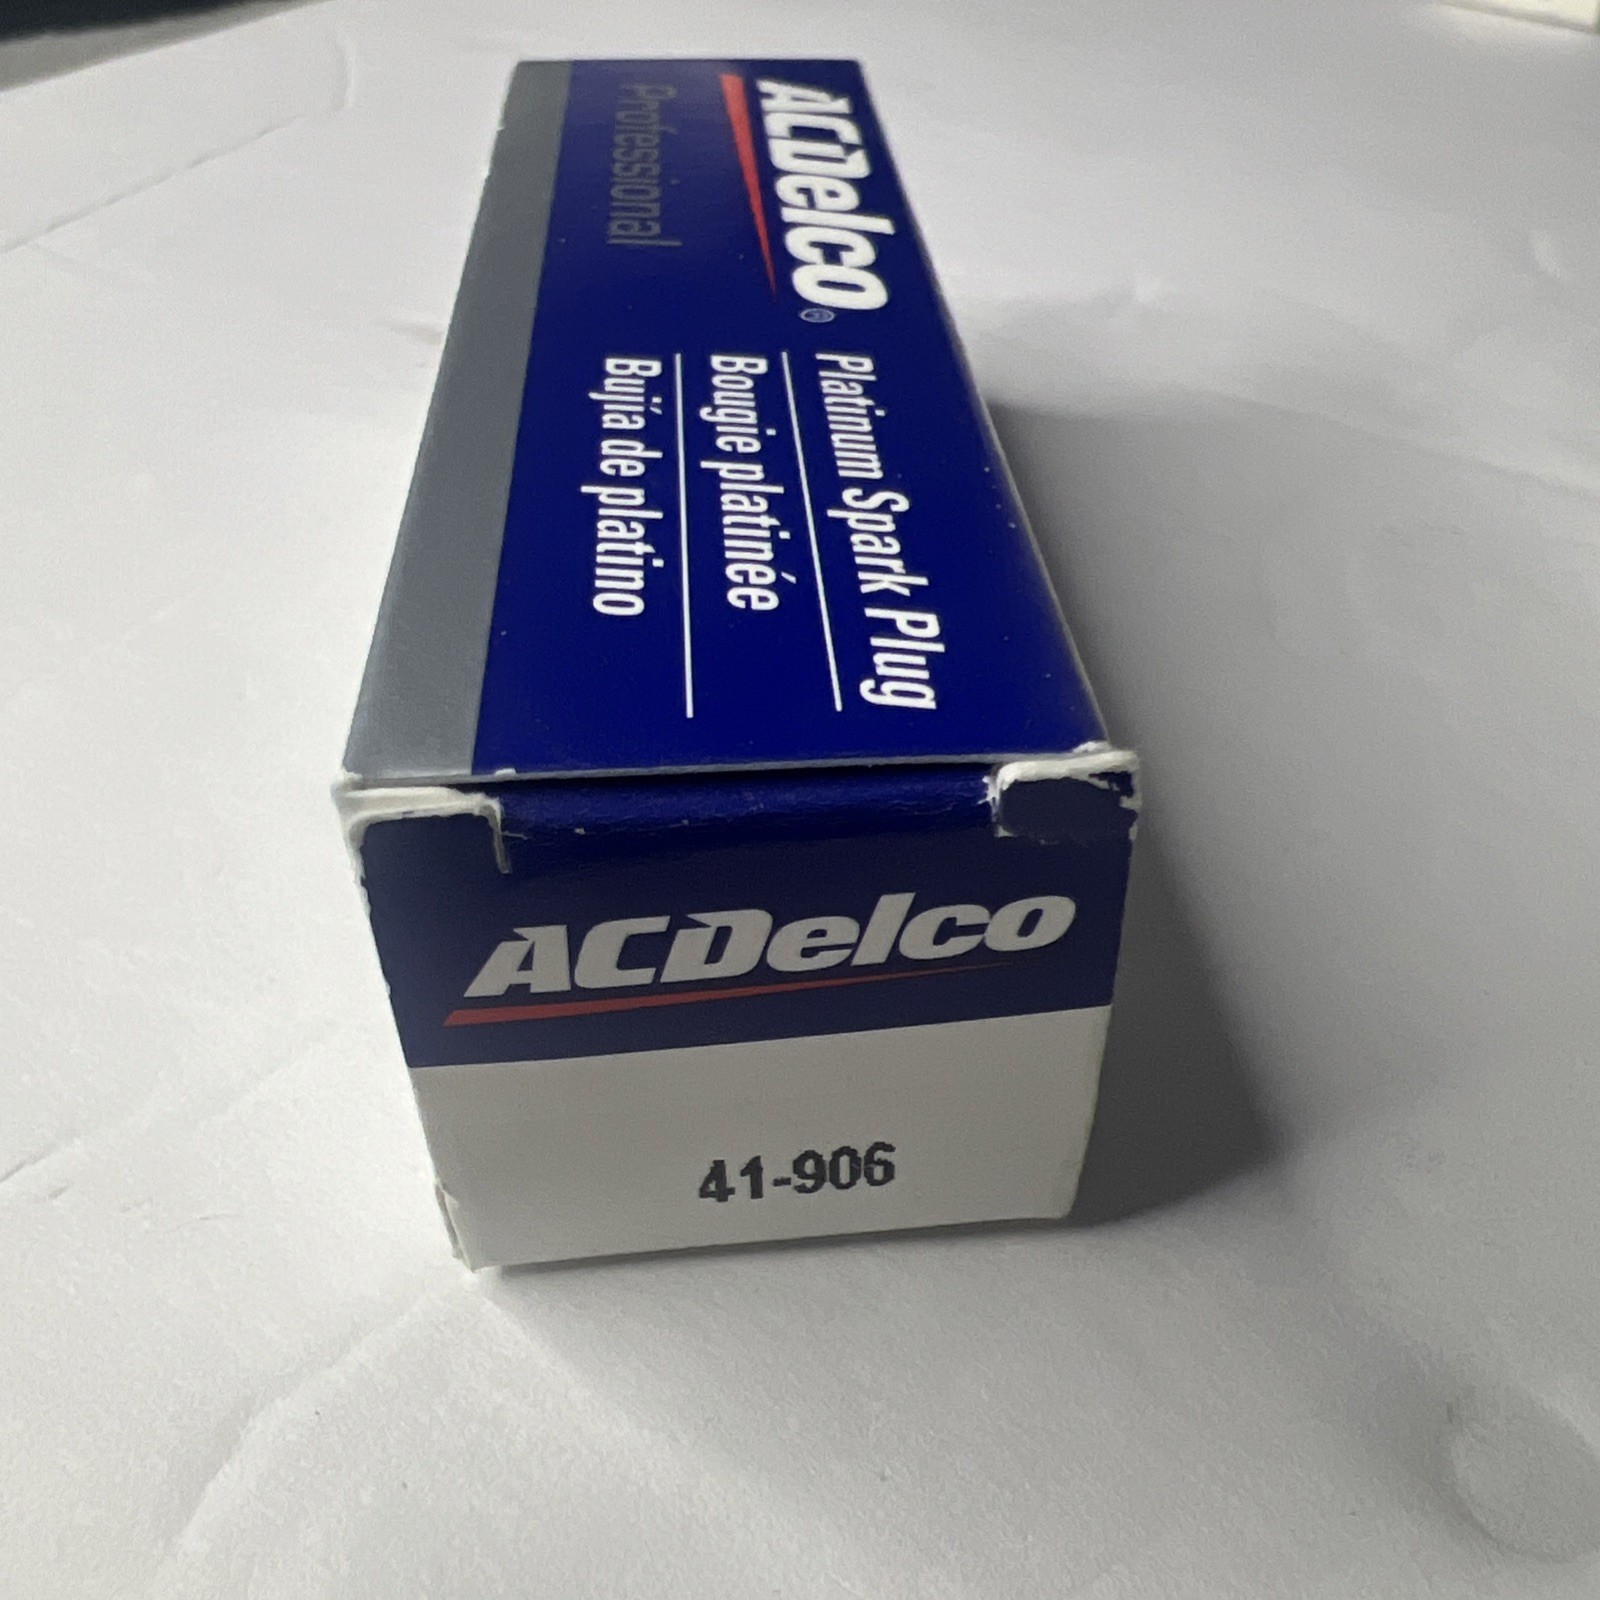 ACDelco®
Professional
Platinum Spark Plug
Bougie platinée
Bujía de platino
ACDelco
41-906